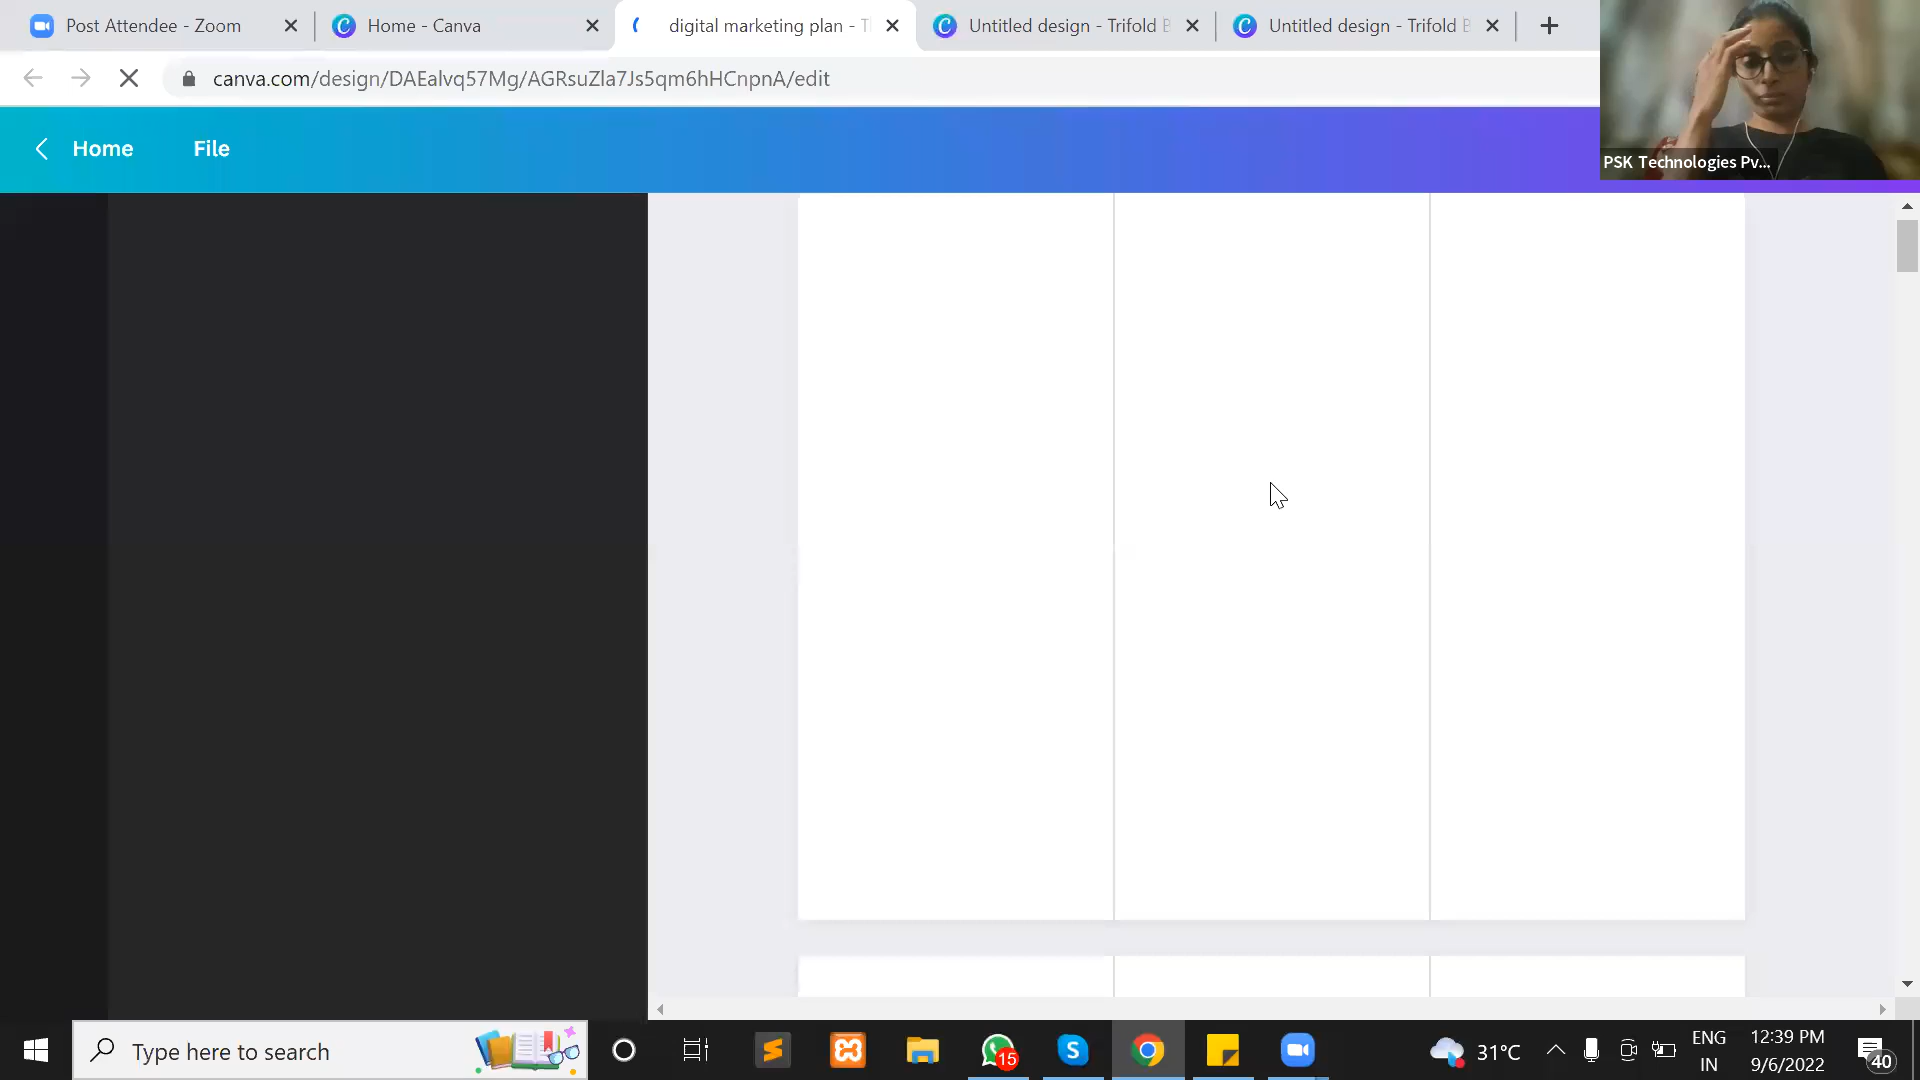 Post Attendee - Zoom
Home - Canva
digital marketing plan - T
Untitled design - Trifold B
Untitled design - Trifold B
canva.com/design/DAEalvq57Mg/AGRsuZla7Js5qm6hHCnpnA/edit
Home
File
PSK Technologies Pv...
Type here to search
15
31°C
ENG
IN
12:39 PM
9/6/2022
40